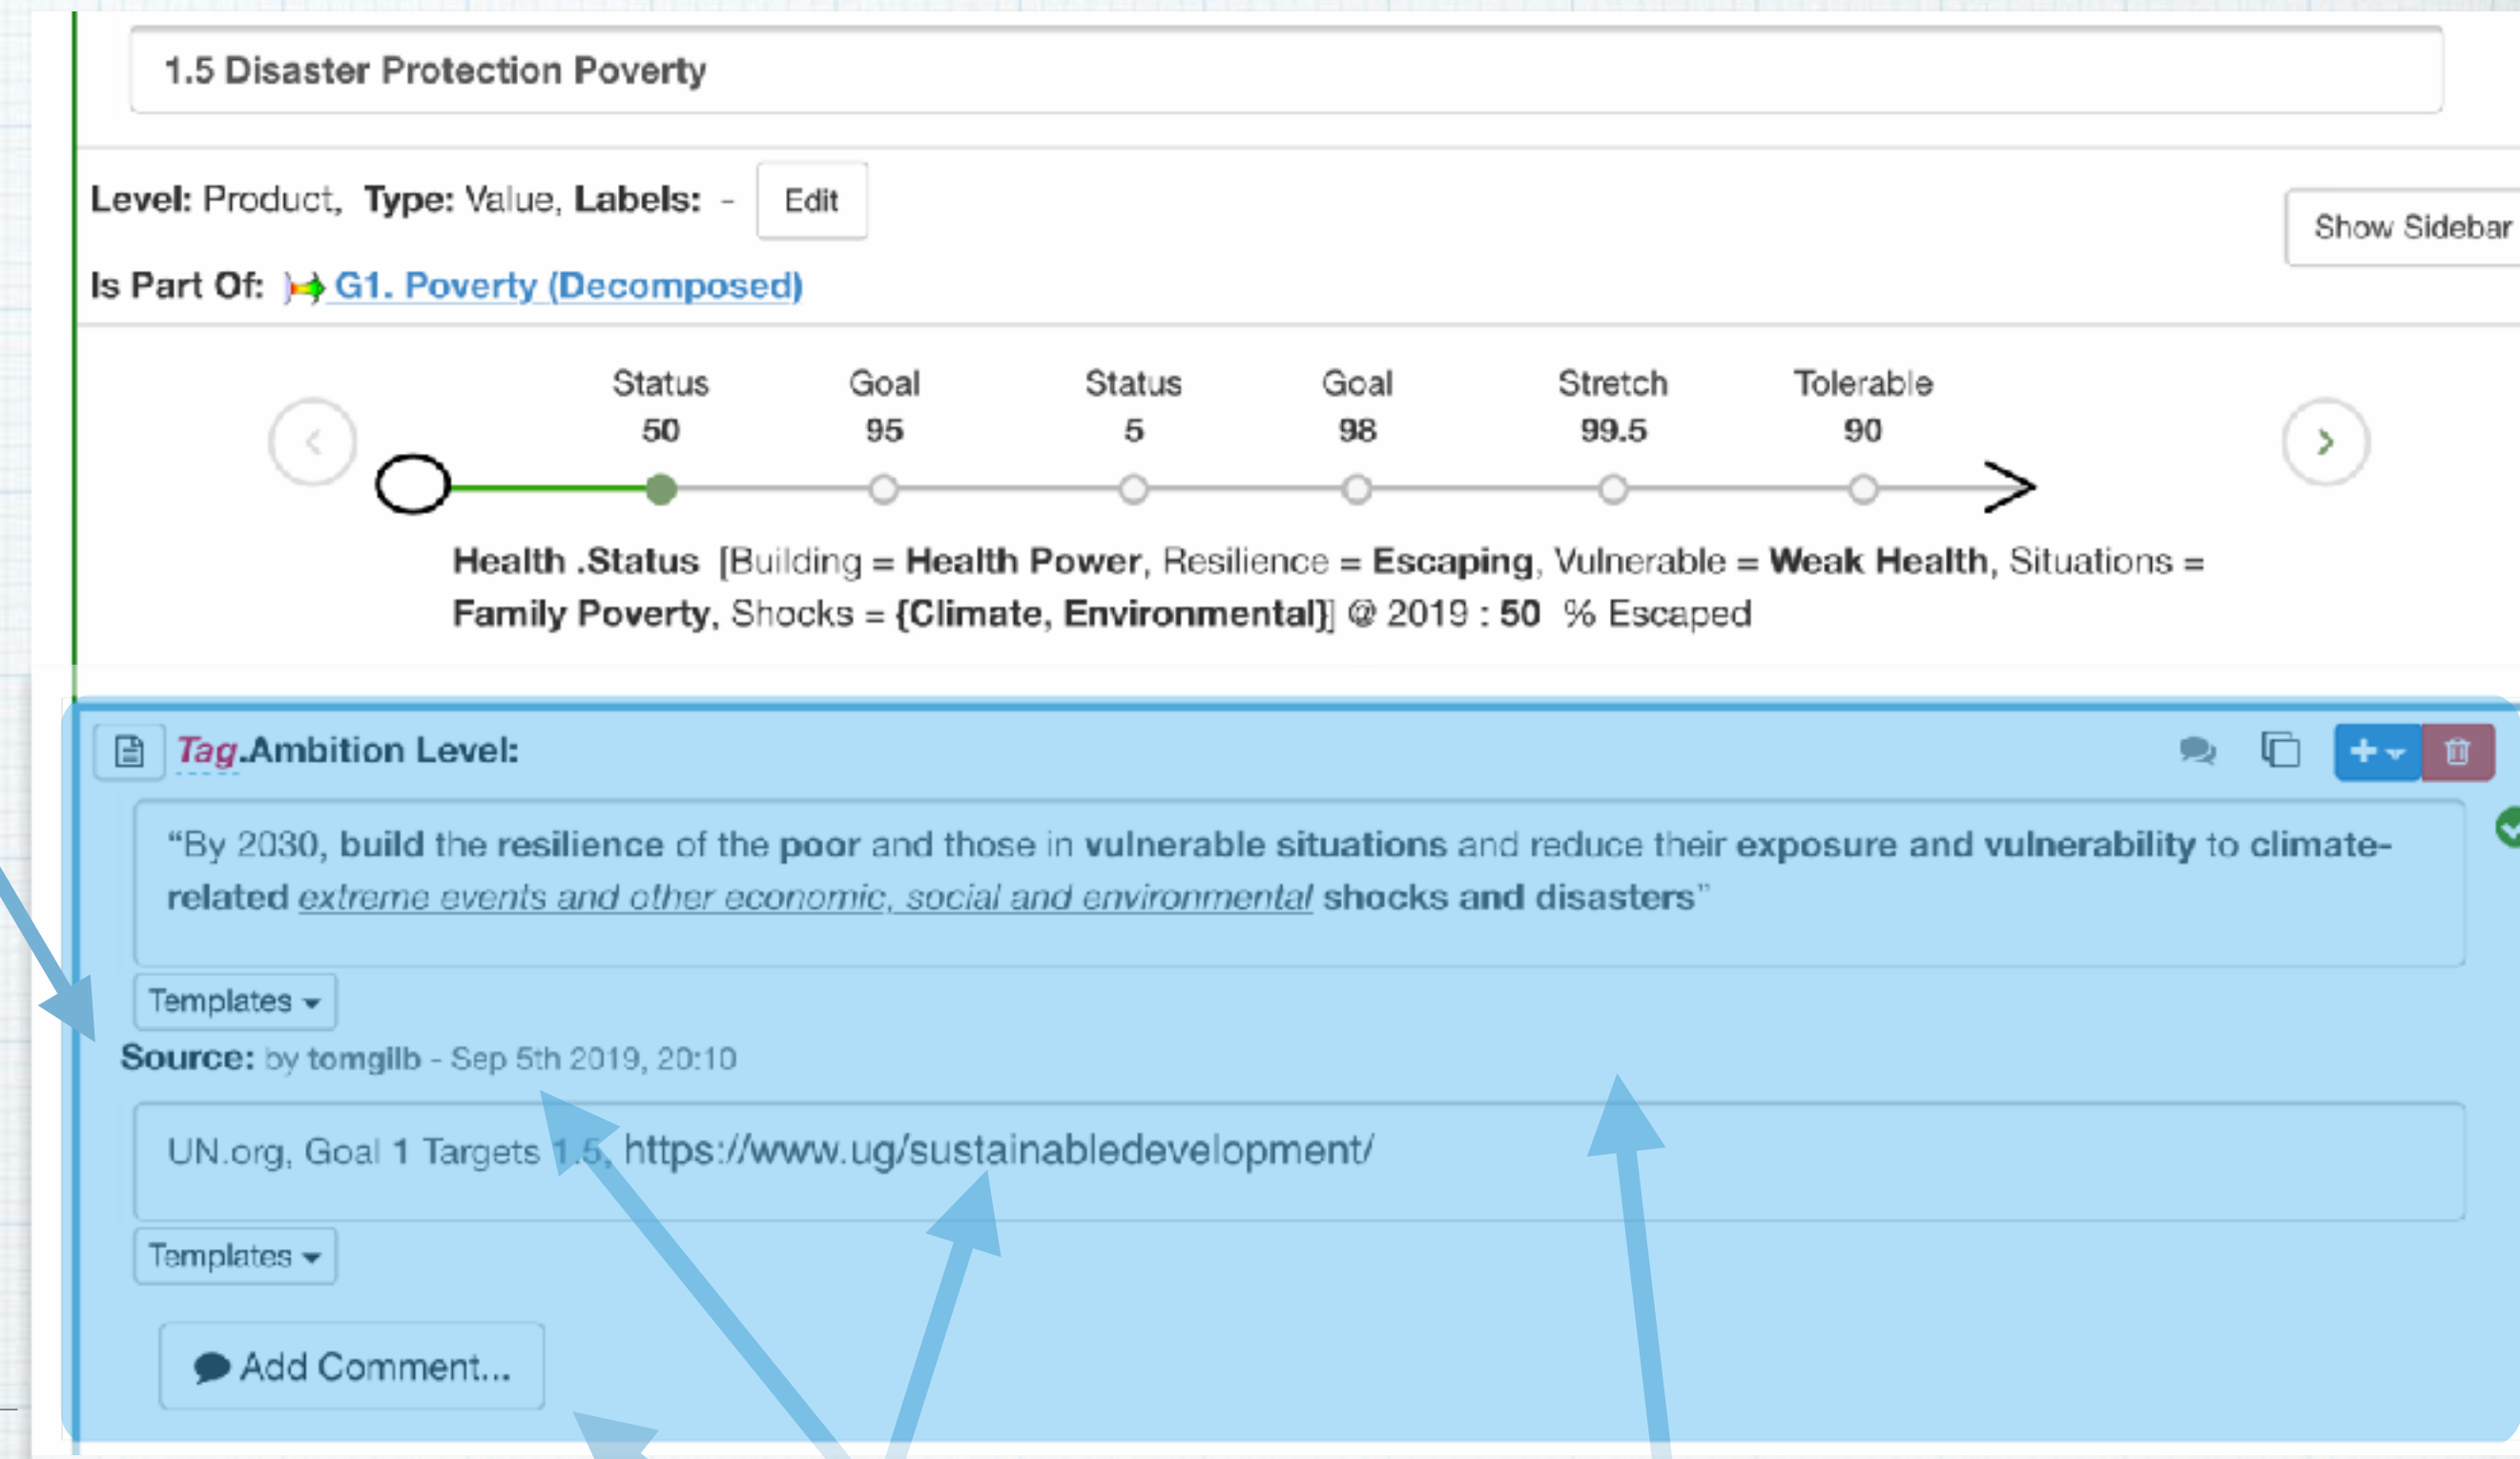 1.5 Disaster Protection Poverty
Level: Product, Type: Value, Labels: - Edit
Show Sidebar
Is Part Of: G1. Poverty (Decomposed)
Status Goal Status Goal Stretch Tolerable
50 95 5 98 99.5 90
Health .Status [Building = Health Power, Resilience = Escaping, Vulnerable = Weak Health, Situations =
Family Poverty, Shocks = {Climate, Environmental}] @ 2019 : 50 % Escaped
Tag.Ambition Level:
“By 2030, build the resilience of the poor and those in vulnerable situations and reduce their exposure and vulnerability to climate-
related extreme events and other economic, social and environmental shocks and disasters”
Templates
Source: by tomgilb - Sep 5th 2019, 20:10
UN.org, Goal 1 Targets 1.5, https://www.ug/sustainabledevelopment/
Templates
Add Comment...